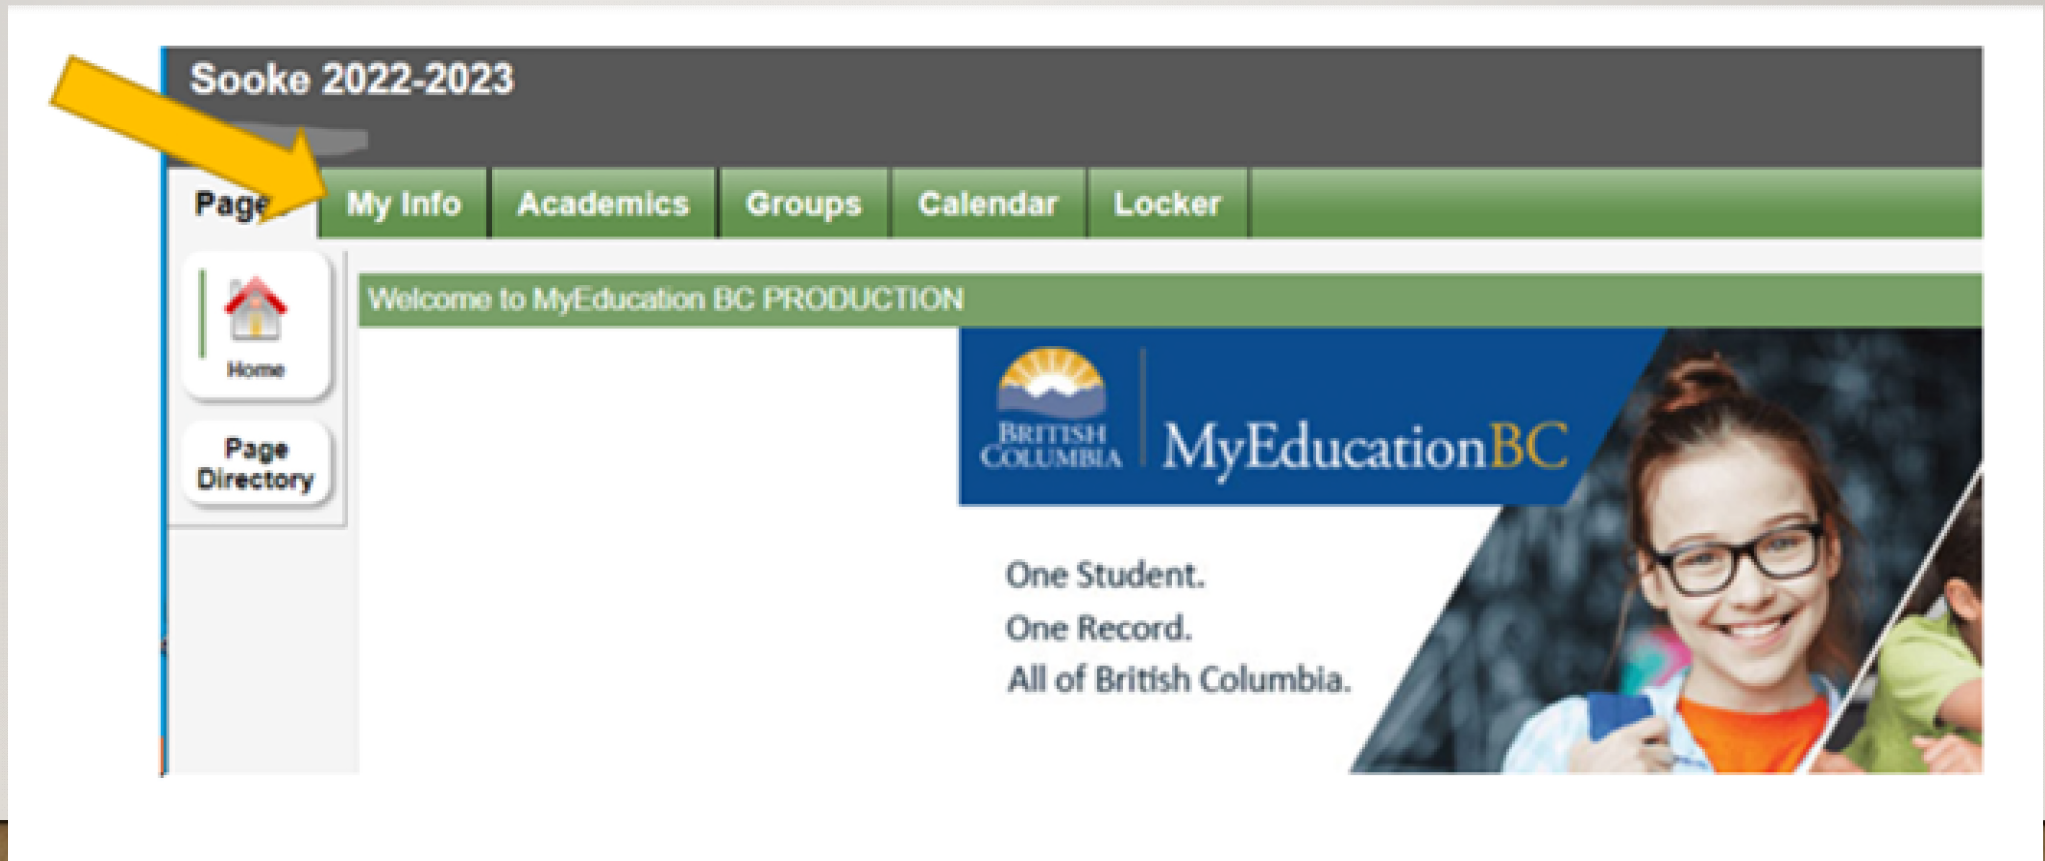 Sooke 2022-2023
Page My Info Academics Groups Calendar Locker
Welcome to MyEducation BC PRODUCTION
Home
Page
Directory
BRITISH
COLUMBIA
MyEducationBC
One Student.
One Record.
All of British Columbia.